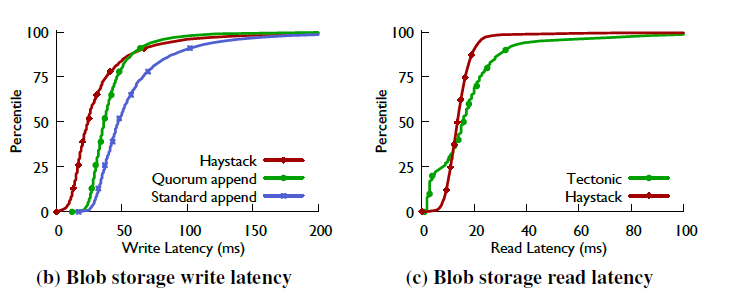 100
75
50
25
0
Percentile
Haystack
Quorum append
Standard append
0 50 100 150 200
Write Latency (ms)
(b) Blob storage write latency
100
75
50
25
0
Percentile
Tectonic
Haystack
0 20 40 60 80 100
Read Latency (ms)
(c) Blob storage read latency